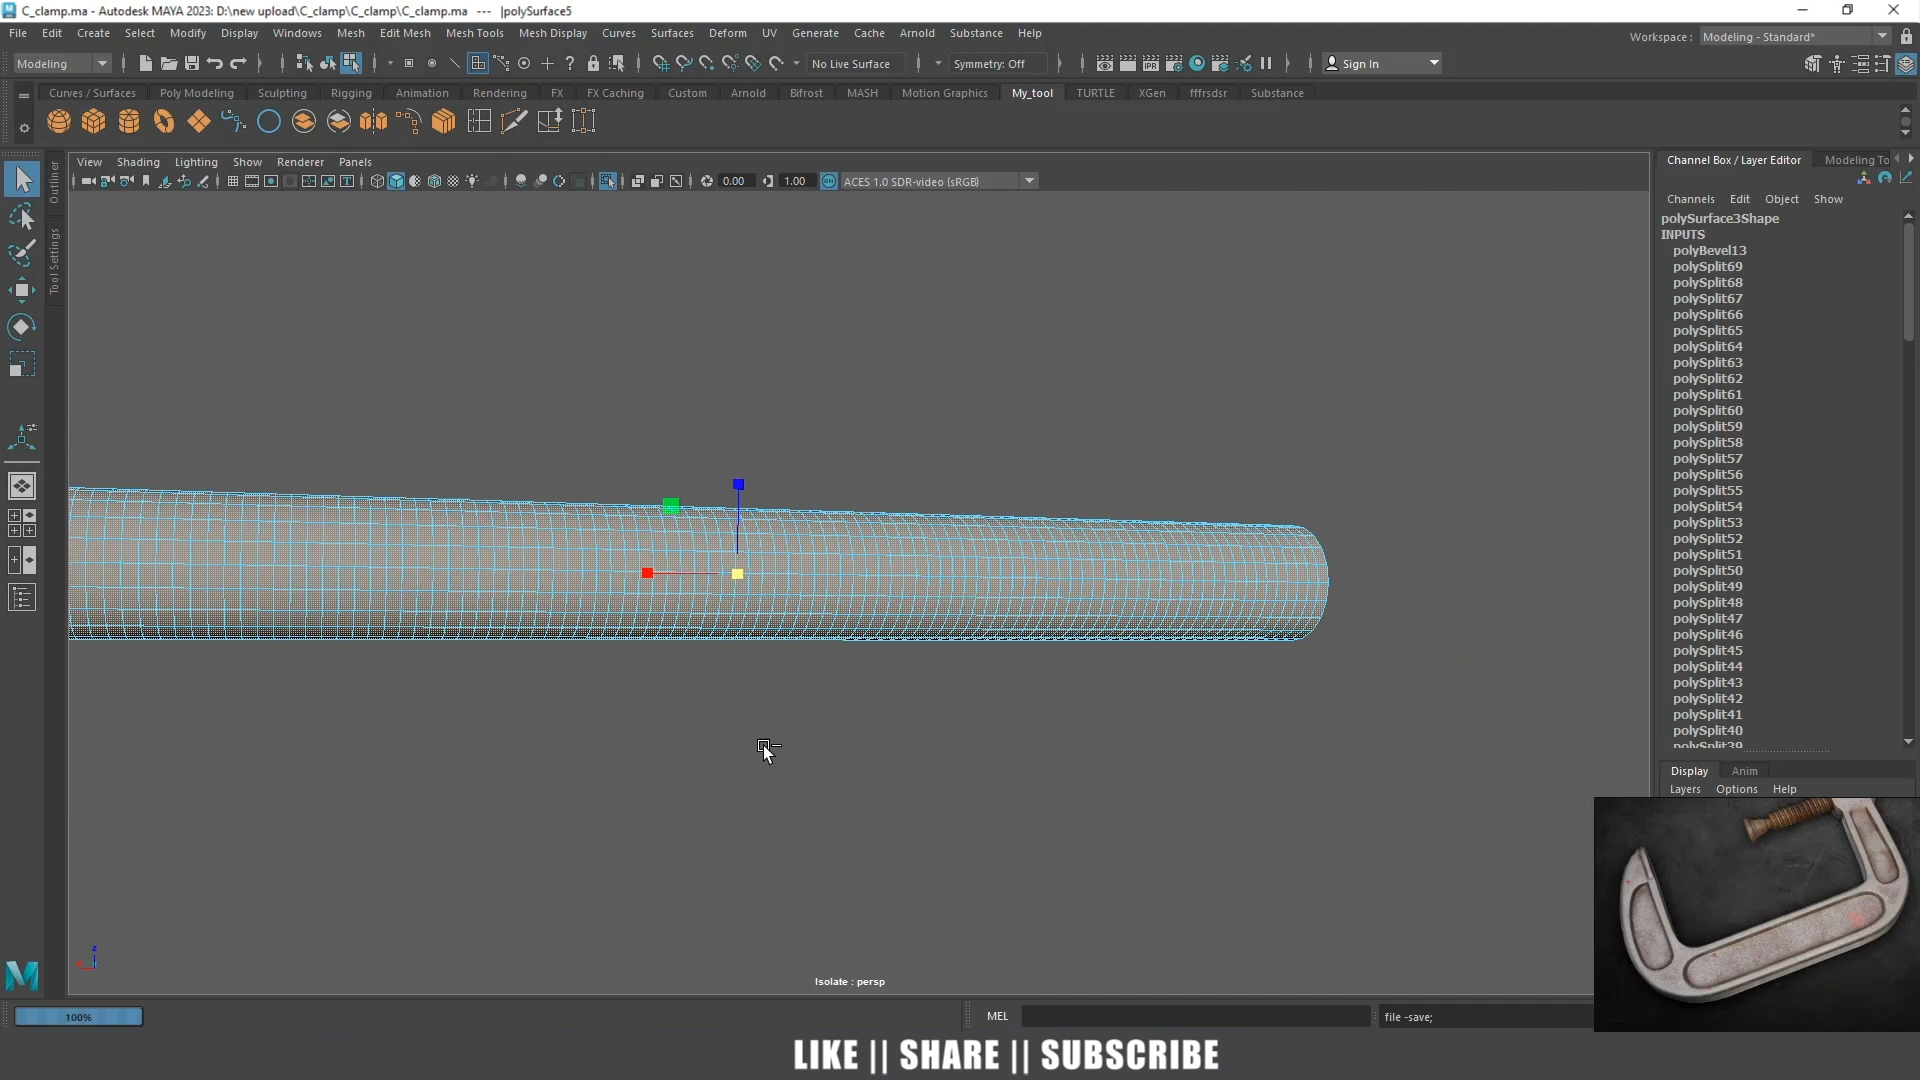 C_clamp.ma - Autodesk MAYA 2023: D:\new upload\C_clamp\C_clamp\C_clamp.ma --- |polySurface5
File Edit Create Select Modify Display Windows Mesh Edit Mesh Mesh Tools Mesh Display Curves Surfaces Deform UV Generate Cache Arnold Substance Help
Workspace : Modeling - Standard*
Modeling No Live Surface Symmetry: Off Sign In
Curves / Surfaces Poly Modeling Sculpting Rigging Animation Rendering FX FX Caching Custom Arnold Bifrost MASH Motion Graphics My_tool TURTLE XGen fffrsdsr Substance
View Shading Lighting Show Renderer Panels
0.00 1.00 ACES 1.0 SDR-video (sRGB)
Outliner
Tool Settings
Channel Box / Layer Editor Modeling To
Channels Edit Object Show
polySurface3Shape
INPUTS
polyBevel13
polySplit69
polySplit68
polySplit67
polySplit66
polySplit65
polySplit64
polySplit63
polySplit62
polySplit61
polySplit60
polySplit59
polySplit58
polySplit57
polySplit56
polySplit55
polySplit54
polySplit53
polySplit52
polySplit51
polySplit50
polySplit49
polySplit48
polySplit47
polySplit46
polySplit45
polySplit44
polySplit43
polySplit42
polySplit41
polySplit40
polySplit39
Display Anim
Layers Options Help
z
Isolate : persp
100%
MEL
file -save;
LIKE || SHARE || SUBSCRIBE